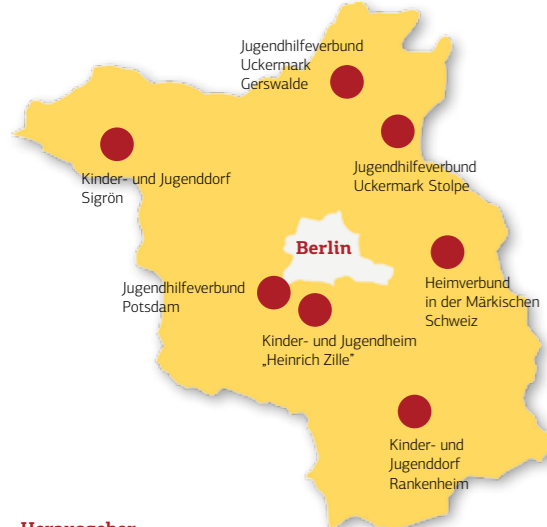 Jugendhilfeverbund
Uckermark
Gerswalde
Kinder- und Jugenddorf
Sigrön
Jugendhilfeverbund
Uckermark Stolpe
Berlin
Jugendhilfeverbund
Potsdam
Heimverbund
in der Märkischen
Schweiz
Kinder- und Jugendheim
„Heinrich Zille"
Kinder- und
Jugenddorf
Rankenheim
Herausgeber